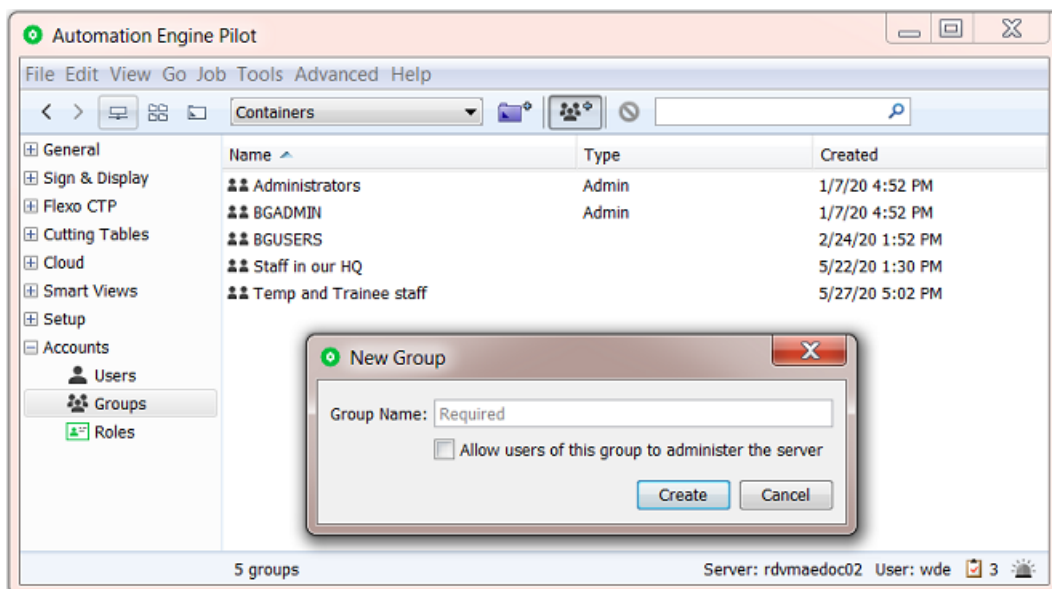 Automation Engine Pilot
File Edit View Go Job Tools Advanced Help
Containers
General
Sign & Display
Flexo CTP
Cutting Tables
Cloud
Smart Views
Setup
Accounts
Users
Groups
Roles
Name Type Created
Administrators Admin 1/7/20 4:52 PM
BGADMIN Admin 1/7/20 4:52 PM
BGUSERS 2/24/20 1:52 PM
Staff in our HQ 5/22/20 1:30 PM
Temp and Trainee staff 5/27/20 5:02 PM
New Group
Group Name: Required
Allow users of this group to administer the server
Create Cancel
5 groups Server: rdvmaedoc02 User: wde 3